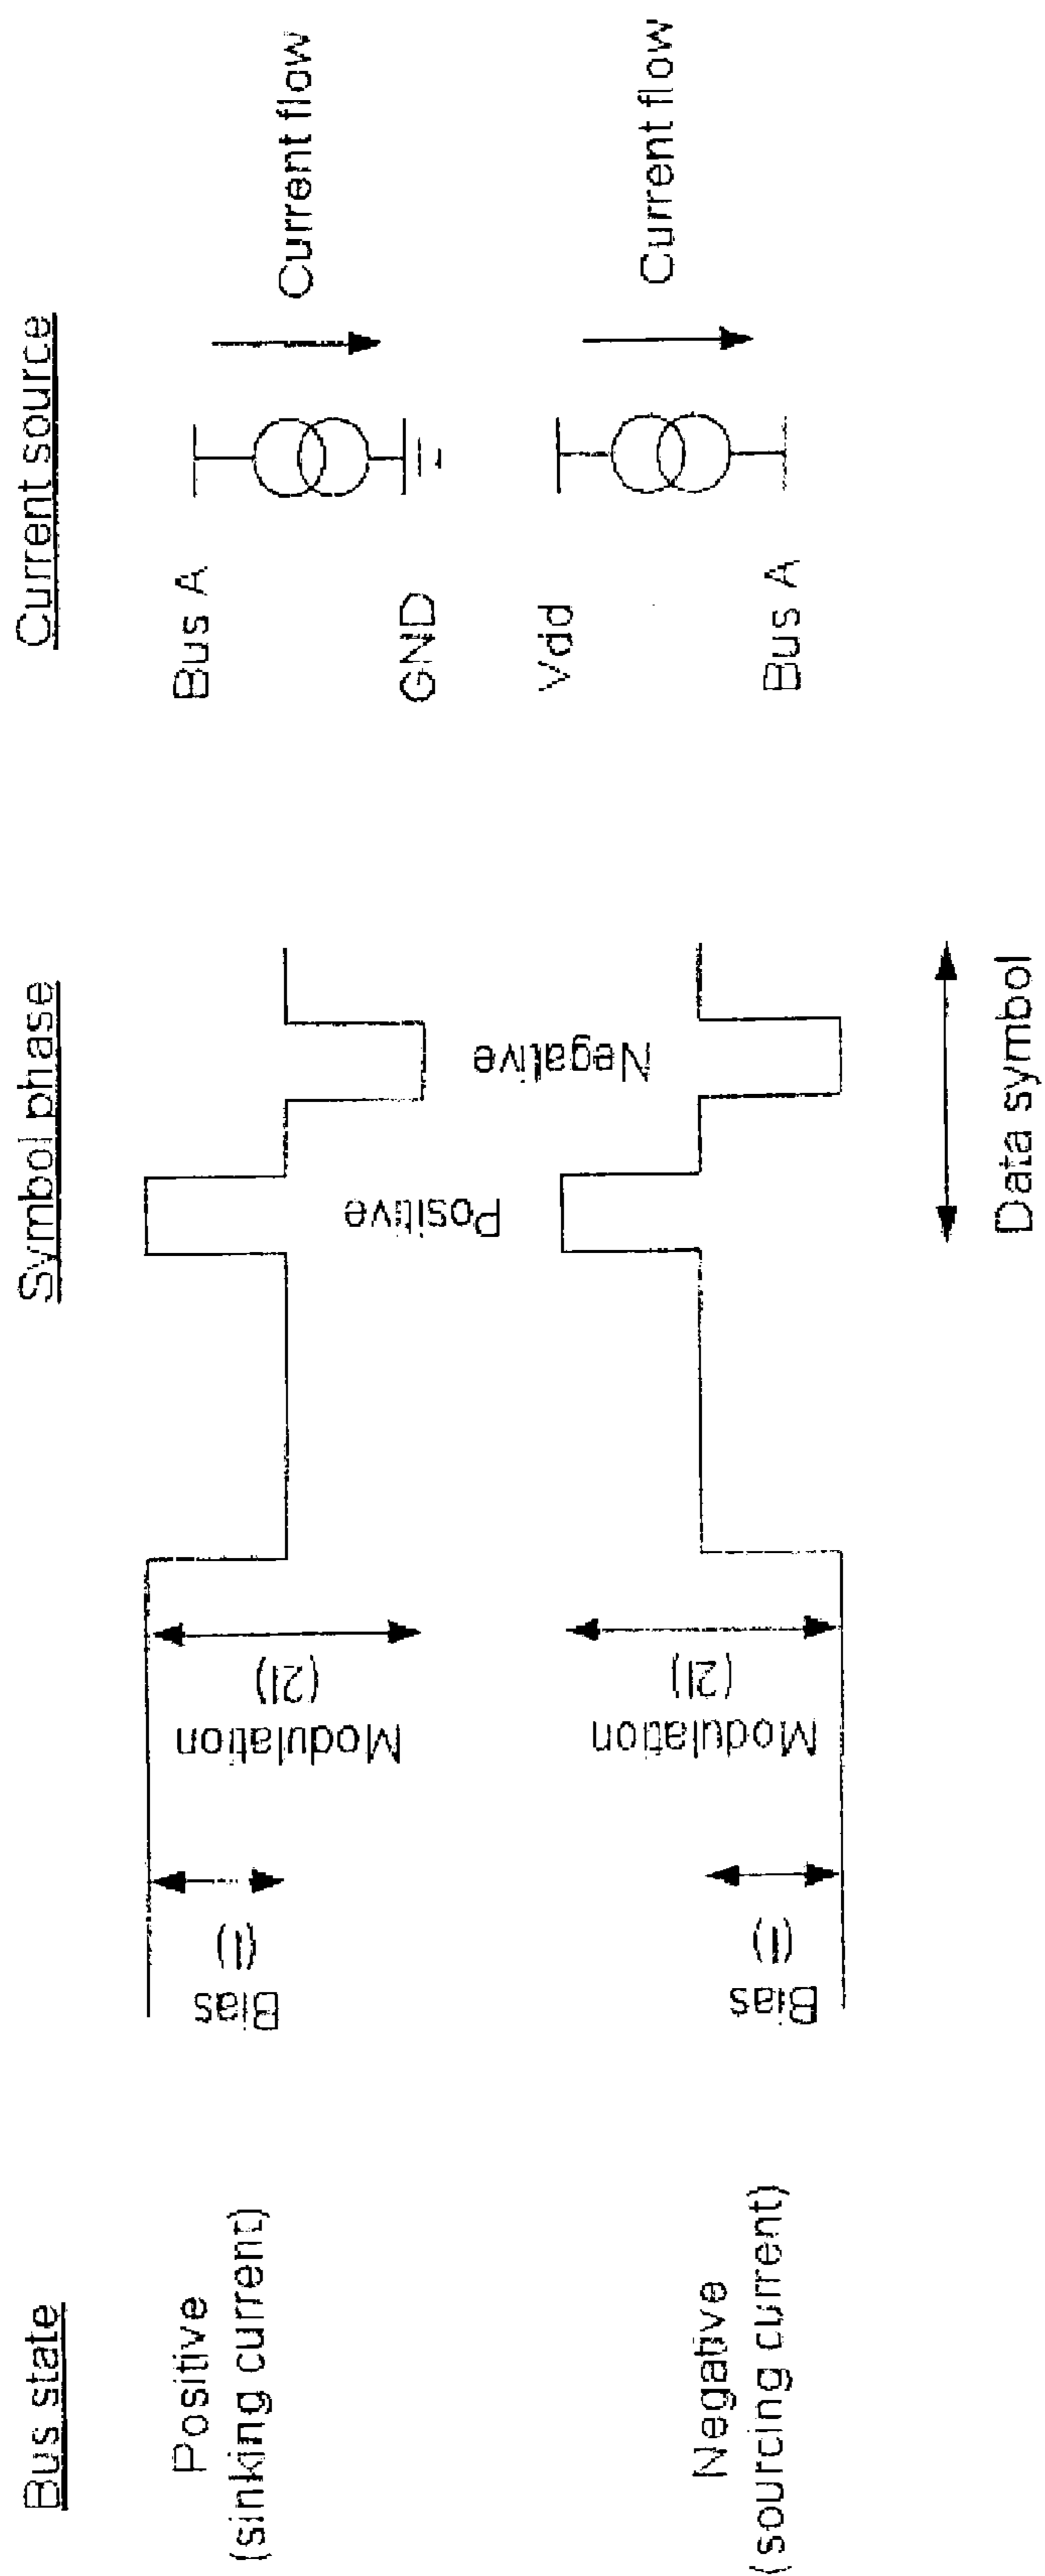 Bus state
Symbol phase
Current source
Positive
(sinking current)
Bias
(I)
Modulation
(2I)
Positive
Negative
Bus A
GND
Current flow
Negative
(sourcing current)
Bias
(I)
Modulation
(2I)
Vdd
Bus A
Current flow
Data symbol